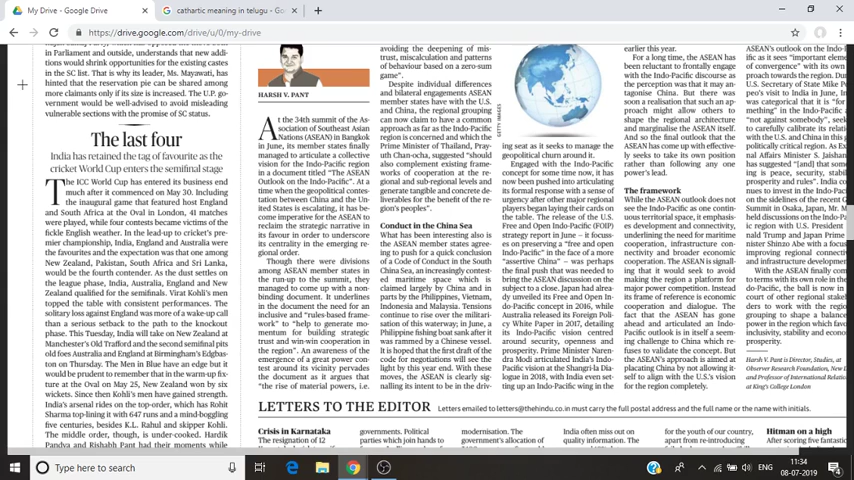 My Drive - Google Drive
cathartic meaning in telugu - G
https://drive.google.com/drive/u/0/my-drive
in Parliament and outside, understands that new addi-
tions would shrink opportunities for the existing castes
in the SC list. That is why its leader, Ms. Mayawati, has
hinted that the reservation pie can be shared among
more claimants only if its size is increased. The U.P. go-
vernment would be well-advised to avoid misleading
vulnerable sections with the promise of SC status.
The last four
India has retained the tag of favourite as the
cricket World Cup enters the semifinal stage
The ICC World Cup has entered its business end
much after it commenced on May 30. Including
the inaugural game that featured host England
and South Africa at the Oval in London, 41 matches
were played, while four contests became victims of the
fickle English weather. In the lead-up to cricket's pre-
mier championship, India, England and Australia were
the favourites and the expectation was that one among
New Zealand, Pakistan, South Africa and Sri Lanka,
would be the fourth contender. As the dust settles on
the league phase, India, Australia, England and New
Zealand qualified for the semifinals. Virat Kohli's men
topped the table with consistent performances. The
solitary loss against England was more of a wake-up call
than a serious setback to the path to the knockout
phase. This Tuesday, India will take on New Zealand at
Manchester's Old Trafford and the second semifinal pits
old foes Australia and England at Birmingham's Edgbas-
ton on Thursday. The Men in Blue have an edge but it
would be prudent to remember that in the warm-up fix-
ture at the Oval on May 25, New Zealand won by six
wickets. Since then Kohli's men have gained strength.
India's arsenal rides on the top-order, which has Rohit
Sharma top-lining it with 647 runs and a mind-boggling
five centuries, besides K.L. Rahul and skipper Kohli.
The middle order, though, is under-cooked. Hardik
Pandya and Rishabh Pant had their moments while
HARSH V. PANT
At the 34th summit of the As-
sociation of Southeast Asian
Nations (ASEAN) in Bangkok
in June, its member states finally
managed to articulate a collective
vision for the Indo-Pacific region
in a document titled "The ASEAN
Outlook on the Indo-Pacific". At a
time when the geopolitical contes-
tation between China and the Un-
ited States is escalating, it has be-
come imperative for the ASEAN to
reclaim the strategic narrative in
its favour in order to underscore
its centrality in the emerging re-
gional order.
Though there were divisions
among ASEAN member states in
the run-up to the summit, they
managed to come up with a non-
binding document. It underlines
in the document the need for an
inclusive and "rules-based frame-
work" to "help to generate mo-
mentum for building strategic
trust and win-win cooperation in
the region". An awareness of the
emergence of a great power con-
test around its vicinity pervades
the document as it argues that
"the rise of material powers, i.e.
avoiding the deepening of mis-
trust, miscalculation and patterns
of behaviour based on a zero-sum
game".
Despite individual differences
and bilateral engagements ASEAN
member states have with the U.S.
and China, the regional grouping
can now claim to have a common
approach as far as the Indo-Pacific
region is concerned and which the
Prime Minister of Thailand, Prayut
Chan-ocha, suggested "should
also complement existing frame-
works of cooperation at the re-
gional and sub-regional levels and
generate tangible and concrete de-
liverables for the benefit of the re-
gion's peoples".
Conduct in the China Sea
What has been interesting also is
the ASEAN member states agree-
ing to push for a quick conclusion
of a Code of Conduct in the South
China Sea, an increasingly contest-
ed maritime space which is
claimed largely by China and in
parts by the Philippines, Vietnam,
Indonesia and Malaysia. Tensions
continue to rise over the militari-
sation of this waterway; in June, a
Philippine fishing boat sank after it
was rammed by a Chinese vessel.
It is hoped that the first draft of the
code for negotiations will see the
light by this year end. With these
moves, the ASEAN is clearly sig-
nalling its intent to be in the driv-
GETTY IMAGES
ing seat as it seeks to manage the
geopolitical churn around it.
Engaged with the Indo-Pacific
concept for some time now, it has
now been pushed into articulating
its formal response with a sense of
urgency after other major regional
players began laying their cards on
the table. The release of the U.S.
Free and Open Indo-Pacific (FOIP)
strategy report in June – it focuss-
es on preserving a "free and open
Indo-Pacific" in the face of a more
"assertive China" – was perhaps
the final push that was needed to
bring the ASEAN discussion on the
subject to a close. Japan had alrea-
dy unveiled its Free and Open In-
do-Pacific concept in 2016, while
Australia released its Foreign Poli-
cy White Paper in 2017, detailing
its Indo-Pacific vision centred
around security, openness and
prosperity. Prime Minister Naren-
dra Modi articulated India's Indo-
Pacific vision at the Shangri-La Dia-
logue in 2018, with India even set-
ting up an Indo-Pacific wing in the
earlier this year.
For a long time, the ASEAN has
been reluctant to frontally engage
with the Indo-Pacific discourse as
the perception was that it may an-
tagonise China. But there was
soon a realisation that such an ap-
proach might allow others to
shape the regional architecture
and marginalise the ASEAN itself.
And so the final outlook that the
ASEAN has come up with effective-
ly seeks to take its own position
rather than following any one
power's lead.
The framework
While the ASEAN outlook does not
see the Indo-Pacific as one contin-
uous territorial space, it emphasis-
es development and connectivity,
underlining the need for maritime
cooperation, infrastructure con-
nectivity and broader economic
cooperation. The ASEAN is signall-
ing that it would seek to avoid
making the region a platform for
major power competition. Instead
its frame of reference is economic
cooperation and dialogue. The
fact that the ASEAN has gone
ahead and articulated an Indo-
Pacific outlook is in itself a seem-
ing challenge to China which re-
fuses to validate the concept. But
the ASEAN's approach is aimed at
placating China by not allowing it-
self to align with the U.S.'s vision
for the region completely.
ASEAN's outlook on the Indo-
ic sees it as "important eleme
of convergence" with its own
proach towards the region. Du
U.S. Secretary of State Mike P
peo's visit to India in June, In
was categorical that it is "for
mething" in the Indo-Pacific a
"not against somebody", seek
to carefully calibrate its relatio
with the U.S. and China in this g
politically critical region. As Ex
nal Affairs Minister S. Jaishan
has suggested "[and] that some
ing is peace, security, stabili
prosperity and rules". India co
nues to invest in the Indo-Pac
on the sidelines of the recent G
Summit in Osaka, Japan, Mr. M
held discussions on the Indo-Pa
ic region with U.S. President
nald Trump and Japan Prime
nister Shinzo Abe with a focus
improving regional connectiv
and infrastructure developmen
With the ASEAN finally co
to terms with its own role in the
do-Pacific, the ball is now in
court of other regional stakeh
ders to work with the region
grouping to shape a balance
power in the region which favo
inclusivity, stability and econo
prosperity.
Harsh V. Pant is Director, Studies, at
Observer Research Foundation, New D
and Professor of International Relation
at King's College London
LETTERS TO THE EDITOR Letters emailed to letters@thehindu.co.in must carry the full postal address and the full name or the name with initials.
Crisis in Karnataka
The resignation of 12
governments. Political
parties which join hands to
modernisation. The
government's allocation of
India often miss out on
quality information. The
for the youth of our country,
apart from re-introducing
Hitman on a high
After scoring five fantastic
Type here to search
ENG
11:34
08-07-2019
4